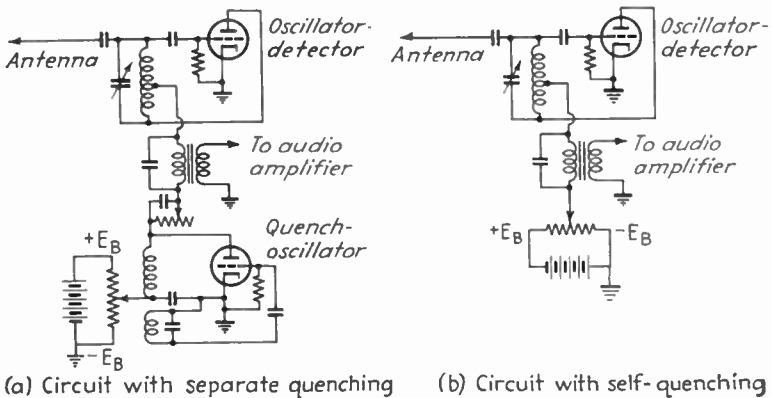 Oscillator-
detector
Antenna
To audio
amplifier
Quench-
oscillator
+EB
-EB
(a) Circuit with separate quenching
Oscillator-
detector
Antenna
To audio
amplifier
+EB
-EB
(b) Circuit with self-quenching